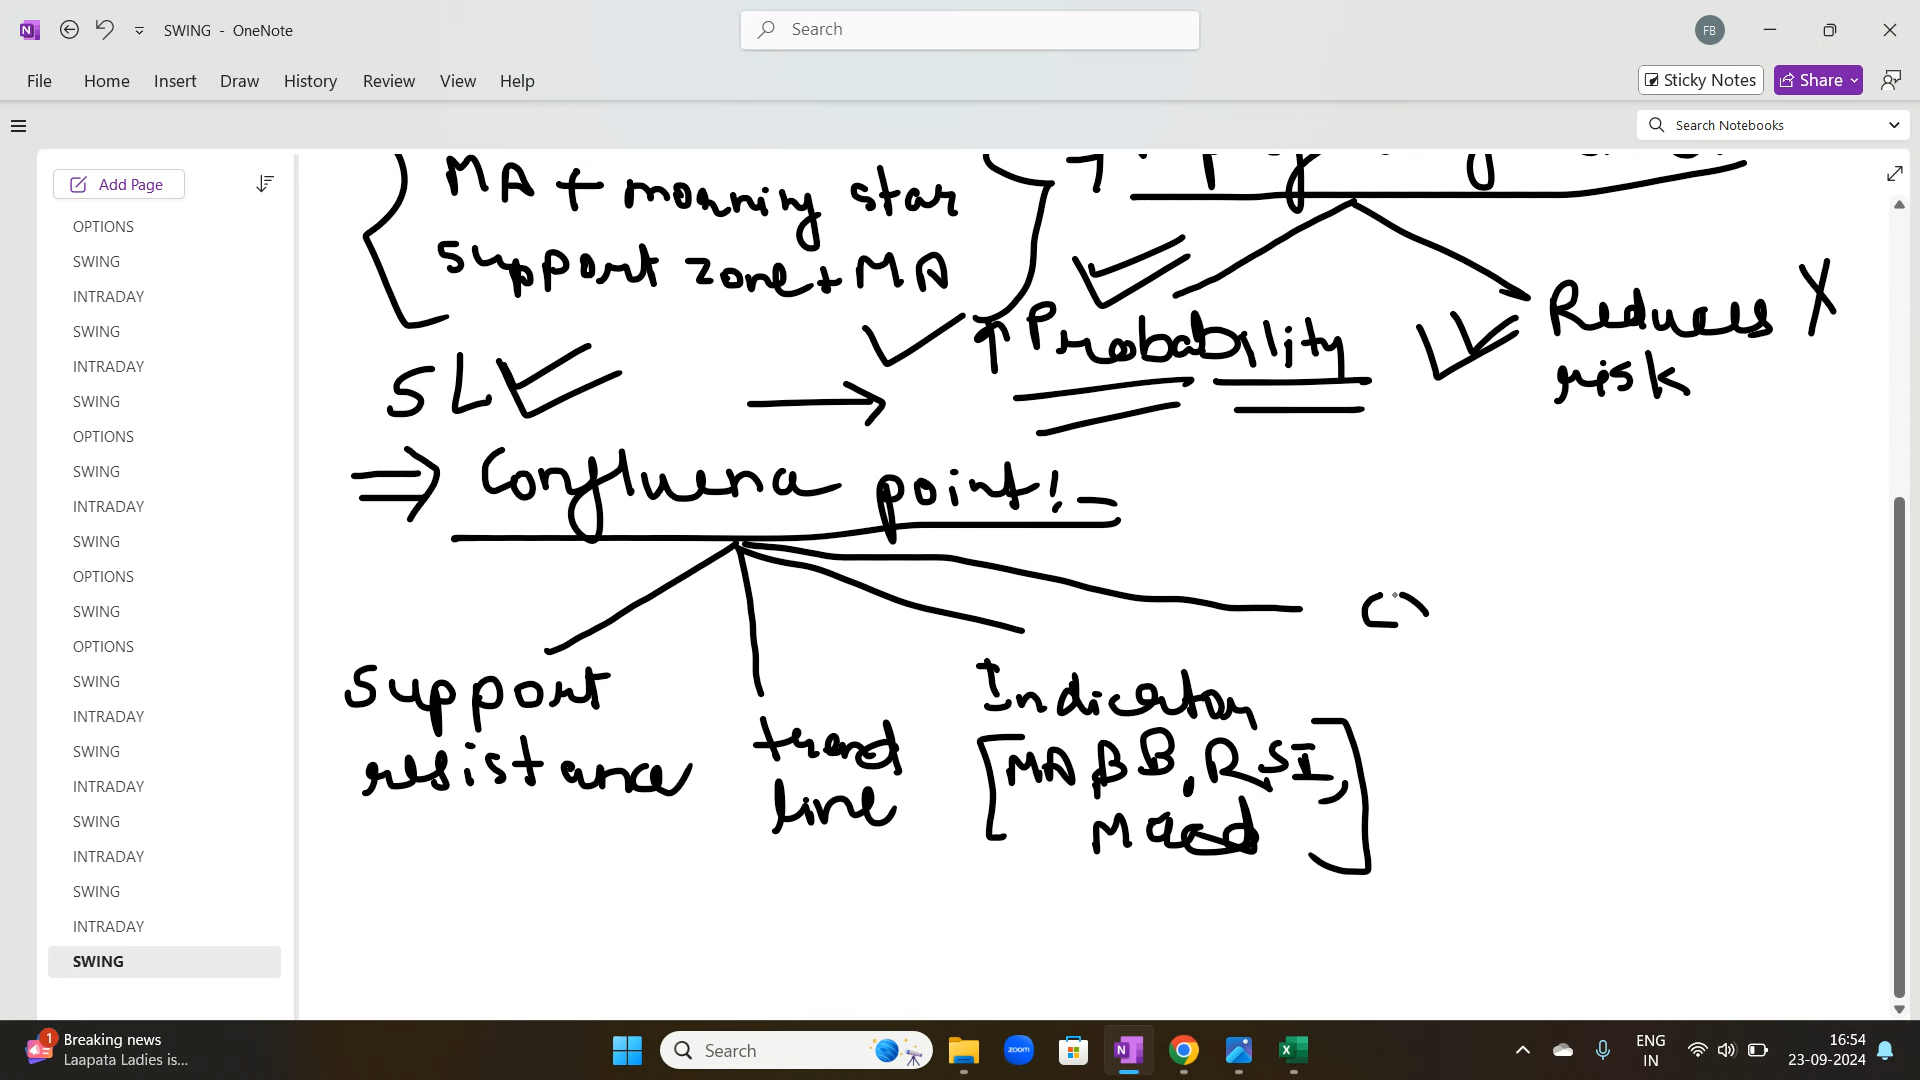 SWING - OneNote
Search
FB
File Home Insert Draw History Review View Help
Sticky Notes
Share
Search Notebooks
Add Page
OPTIONS
SWING
INTRADAY
SWING
INTRADAY
SWING
OPTIONS
SWING
INTRADAY
SWING
OPTIONS
SWING
OPTIONS
SWING
INTRADAY
SWING
INTRADAY
SWING
INTRADAY
SWING
INTRADAY
SWING
MA + morning star
support zone + MA
↑ Probability
Reduces X
risk
SL
→
⇒ Confluence point!-
Support
resistance
trend
line
Indicator
[MA BB, RSI,
Macd]
1
Breaking news
Laapata Ladies is...
Search
zoom
ENG
IN
16:54
23-09-2024